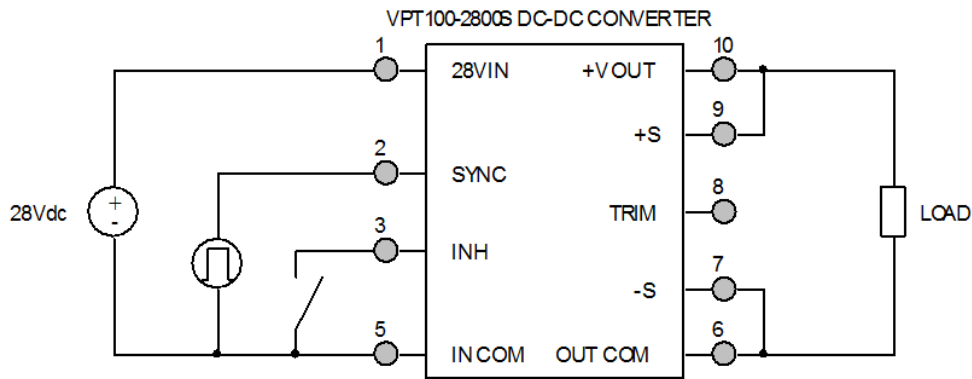 VPT100-2800S DC-DC CONVERTER
1
10
28VIN
+VOUT
9
+S
2
SYNC
8
TRIM
28Vdc
+
-
LOAD
3
INH
7
-S
5
6
IN COM
OUT COM